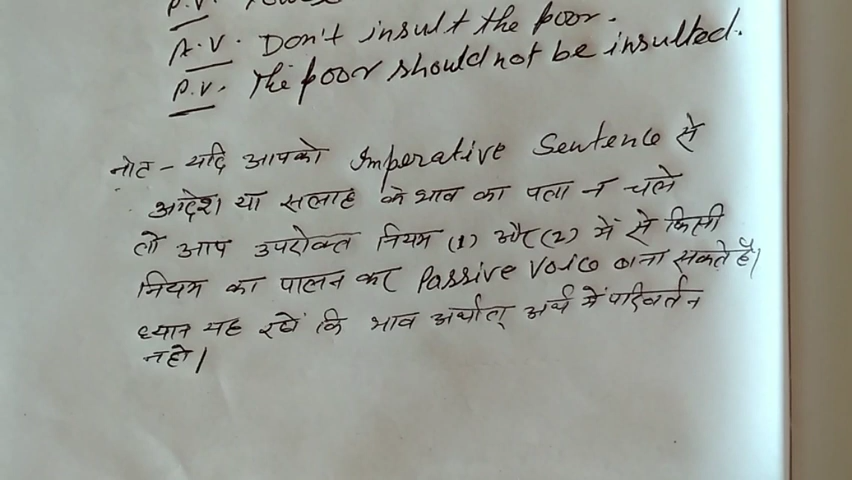 P.V.
A.V. Don't insult the poor.
P.V. The poor should not be insulted.
नोट - यदि आपको Imperative Sentence से
आदेश या सलाह के भाव का पता न चले
तो आप उपरोक्त नियम (1) और (2) में से किसी
नियम का पालन कर Passive Voice बना सकते हैं।
ध्यान यह रखें कि भाव अर्थात् अर्थ में परिवर्तन
न हो।